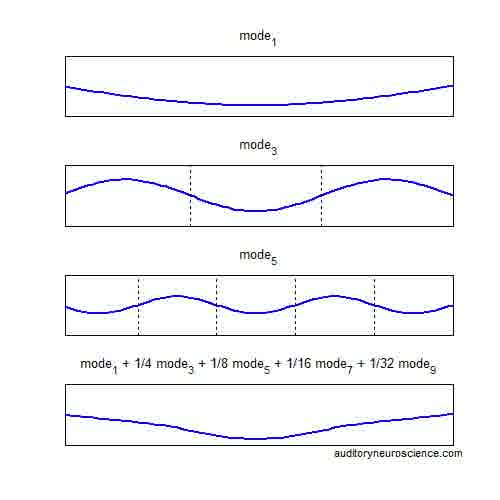 mode1
mode3
mode5
mode1 + 1/4 mode3 + 1/8 mode5 + 1/16 mode7 + 1/32 mode9
auditoryneuroscience.com